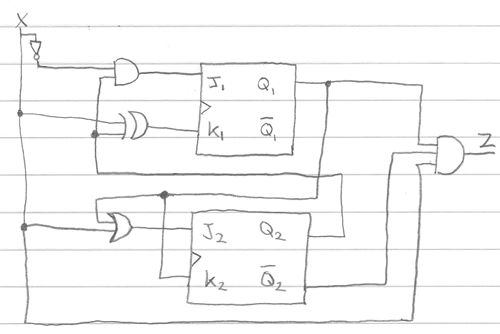 X
J₁ Q₁
Z
K₁ Q̅₁
J₂ Q₂
K₂ Q̅₂